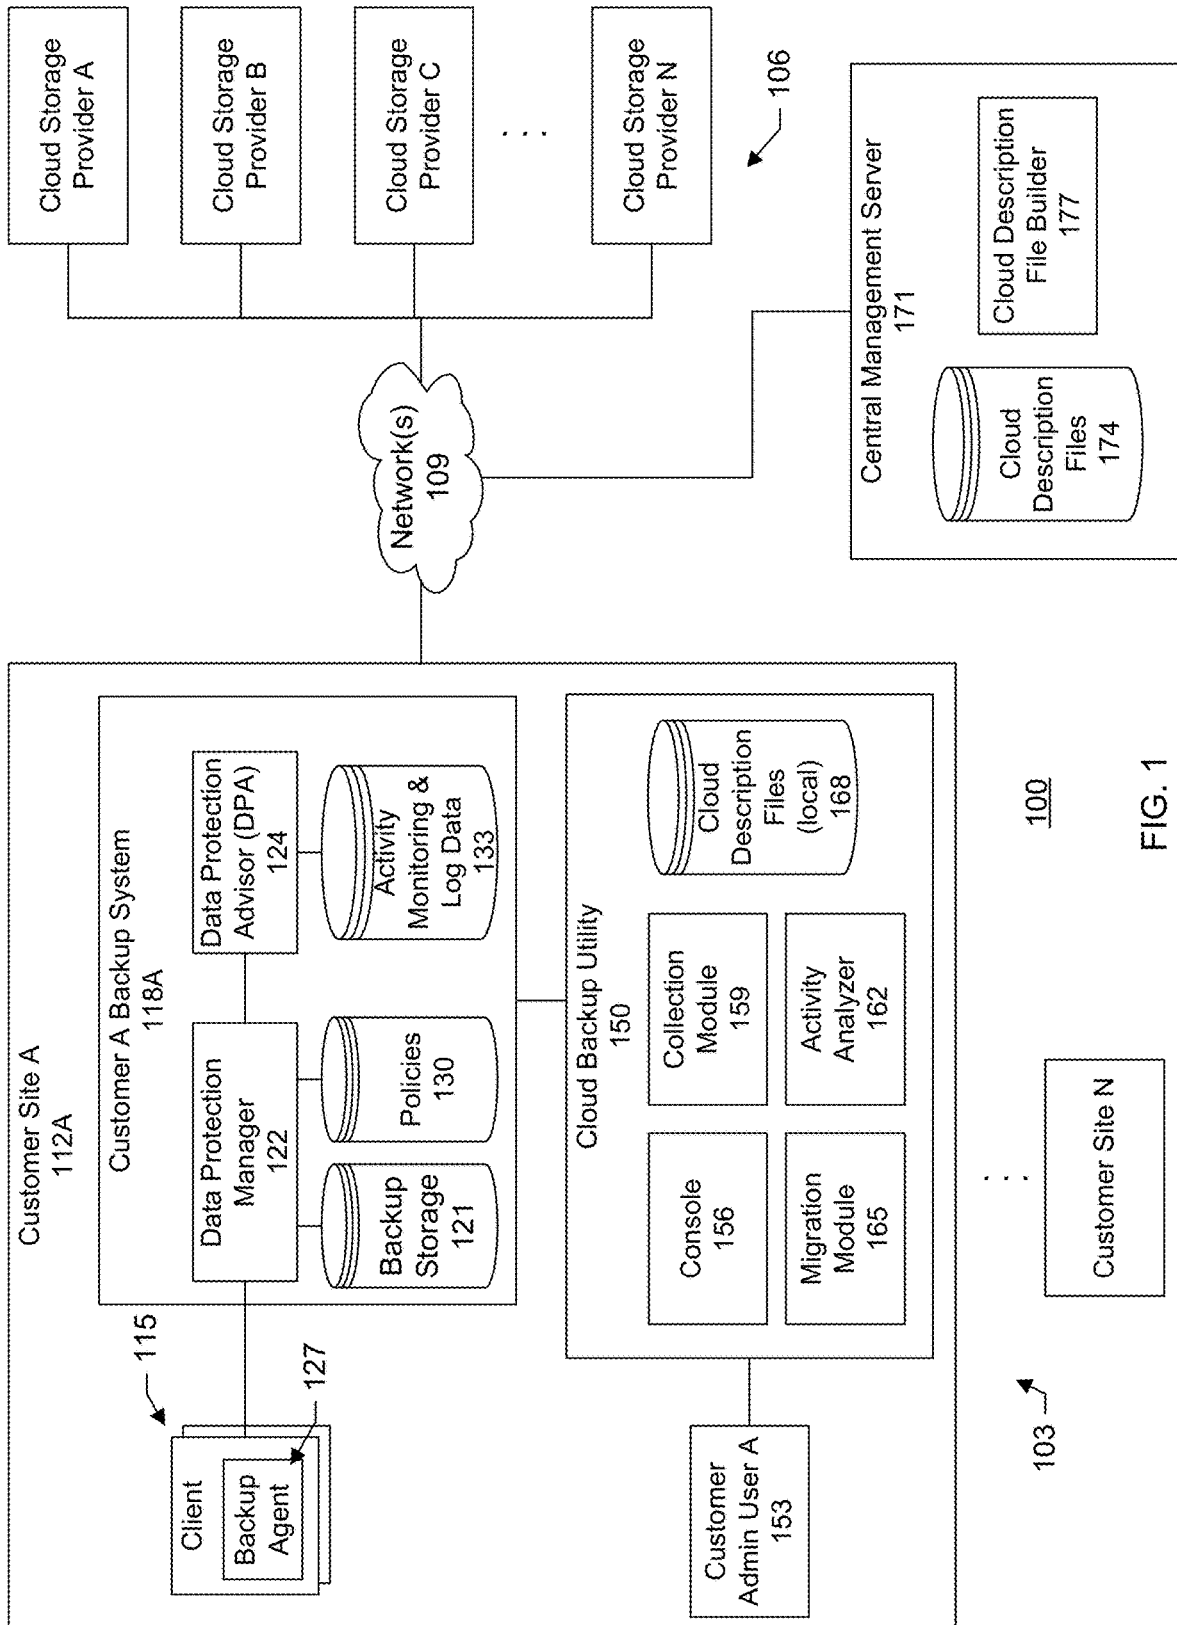 Customer Site A
112A
Customer A Backup System
118A
Data Protection
Manager
122
Data Protection
Advisor (DPA)
124
Backup
Storage
121
Policies
130
Activity
Monitoring &
Log Data
133
115
Client
Backup
Agent
127
Cloud Backup Utility
150
Console
156
Collection
Module
159
Migration
Module
165
Activity
Analyzer
162
Cloud
Description
Files
(local)
168
Customer
Admin User A
153
103
. . .
Customer Site N
Network(s)
109
Cloud Storage
Provider A
Cloud Storage
Provider B
Cloud Storage
Provider C
. . .
Cloud Storage
Provider N
106
Central Management Server
171
Cloud
Description
Files
174
Cloud Description
File Builder
177
100
FIG. 1